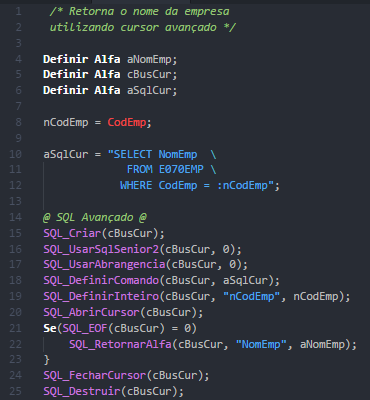 1 /* Retorna o nome da empresa
2 utilizando cursor avançado */
3
4 Definir Alfa aNomEmp;
5 Definir Alfa cBusCur;
6 Definir Alfa aSqlCur;
7
8 nCodEmp = CodEmp;
9
10 aSqlCur = "SELECT NomEmp \
11 FROM E070EMP \
12 WHERE CodEmp = :nCodEmp";
13
14 @ SQL Avançado @
15 SQL_Criar(cBusCur);
16 SQL_UsarSqlSenior2(cBusCur, 0);
17 SQL_UsarAbrangencia(cBusCur, 0);
18 SQL_DefinirComando(cBusCur, aSqlCur);
19 SQL_DefinirInteiro(cBusCur, "nCodEmp", nCodEmp);
20 SQL_AbrirCursor(cBusCur);
21 Se(SQL_EOF(cBusCur) = 0)
22 SQL_RetornarAlfa(cBusCur, "NomEmp", aNomEmp);
23 }
24 SQL_FecharCursor(cBusCur);
25 SQL_Destruir(cBusCur);